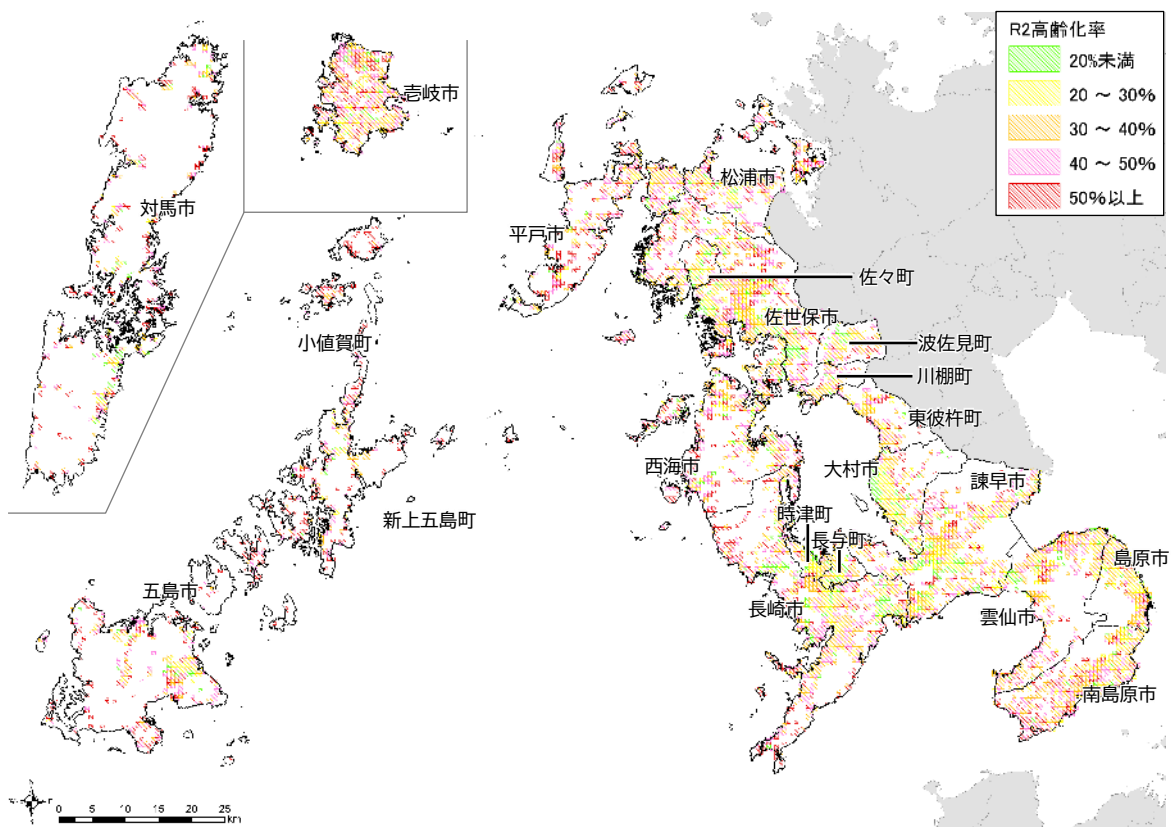 R2高齢化率
20%未満
20 ～ 30%
30 ～ 40%
40 ～ 50%
50%以上
壱岐市
対馬市
松浦市
平戸市
佐々町
佐世保市
小値賀町
波佐見町
川棚町
東彼杵町
西海市
大村市
諫早市
新上五島町
時津町
長与町
島原市
五島市
長崎市
雲仙市
南島原市
0 5 10 15 20 25
km